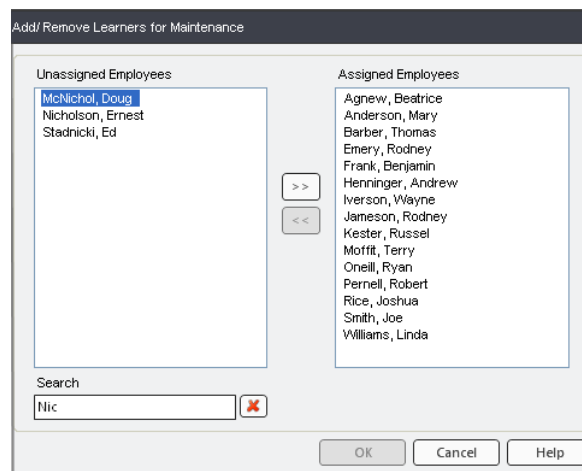 Add/ Remove Learners for Maintenance
Unassigned Employees
McNichol, Doug
Nicholson, Ernest
Stadnicki, Ed
Search
Nic
>>
<<
Assigned Employees
Agnew, Beatrice
Anderson, Mary
Barber, Thomas
Emery, Rodney
Frank, Benjamin
Henninger, Andrew
Iverson, Wayne
Jameson, Rodney
Kester, Russel
Moffit, Terry
Oneill, Ryan
Pernell, Robert
Rice, Joshua
Smith, Joe
Williams, Linda
OK
Cancel
Help